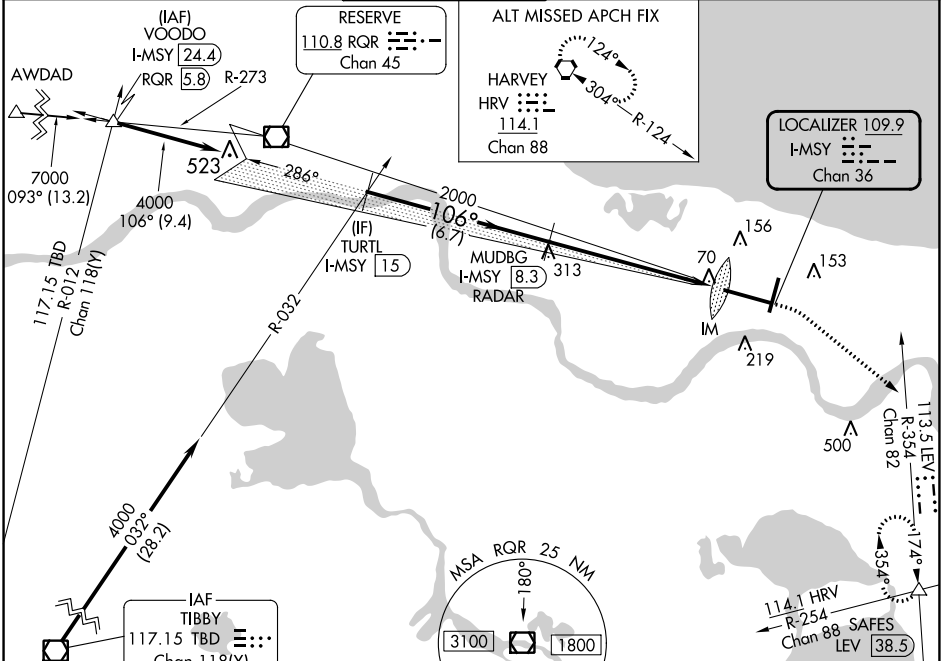 (IAF)
VOODO
I-MSY 24.4
RQR 5.8
RESERVE
110.8 RQR
Chan 45
ALT MISSED APCH FIX
124°
304°
R-124
HARVEY
HRV
114.1
Chan 88
AWDAD
R-273
LOCALIZER 109.9
I-MSY
Chan 36
7000
093° (13.2)
4000
106° (9.4)
523
286°
2000
106°
(6.7)
(IF)
TURTL
I-MSY 15
MUDBG
I-MSY 8.3
RADAR
313
70
156
153
IM
219
500
117.15 TBD
R-012
Chan 118(Y)
R-032
4000
032°
(28.2)
113.5 LEV
R-354
Chan 82
174°
354°
114.1 HRV
R-254
Chan 88
SAFES
LEV 38.5
IAF
TIBBY
117.15 TBD
Chan 118(Y)
MSA RQR 25 NM
180°
3100
1800